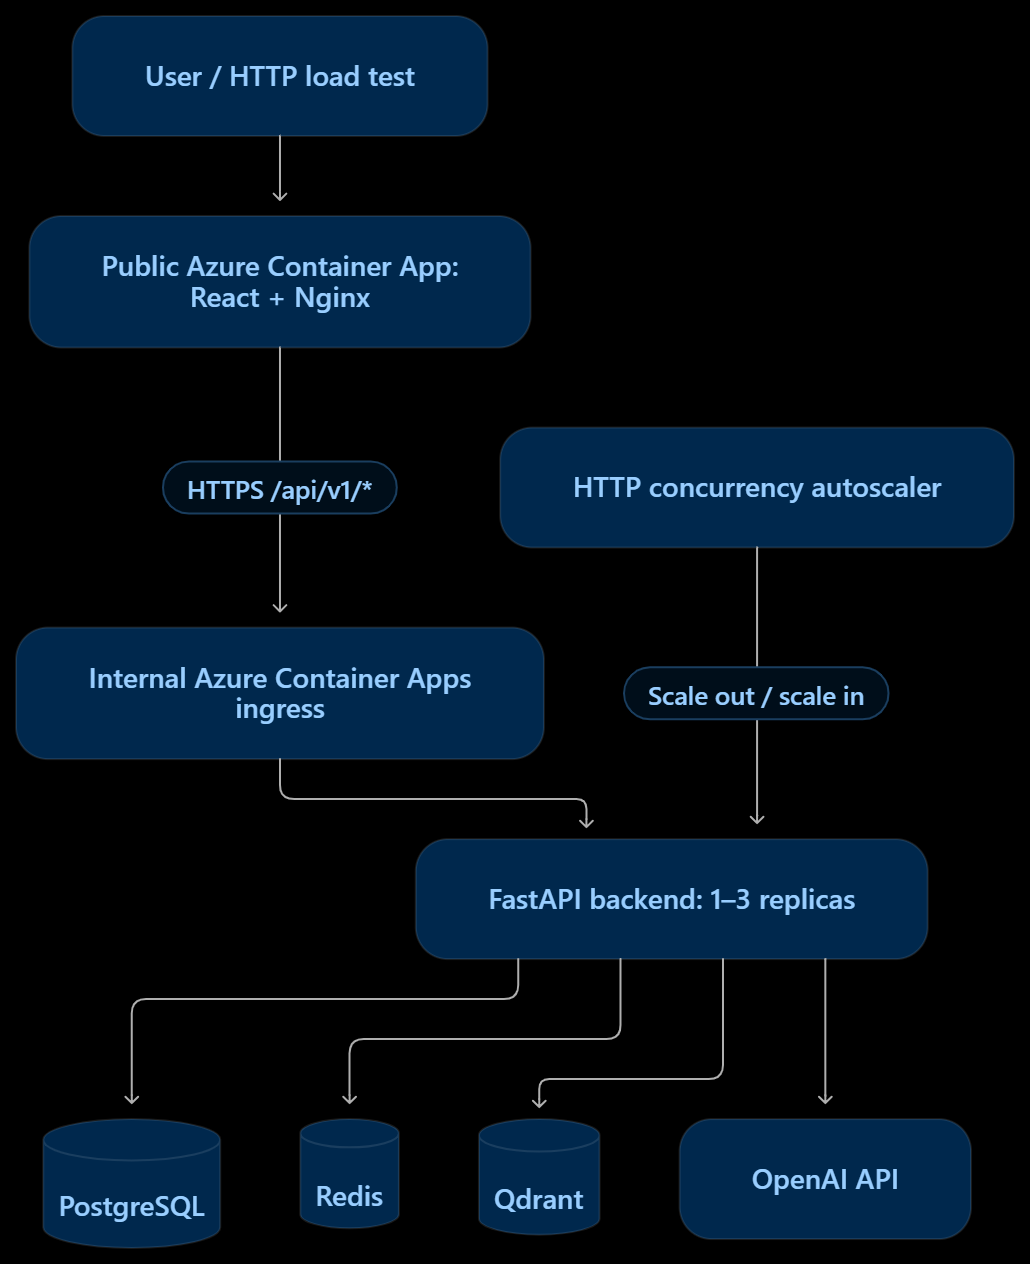 User / HTTP load test
Public Azure Container App:
React + Nginx
HTTPS /api/v1/*
HTTP concurrency autoscaler
Internal Azure Container Apps
ingress
Scale out / scale in
FastAPI backend: 1–3 replicas
PostgreSQL
Redis
Qdrant
OpenAI API